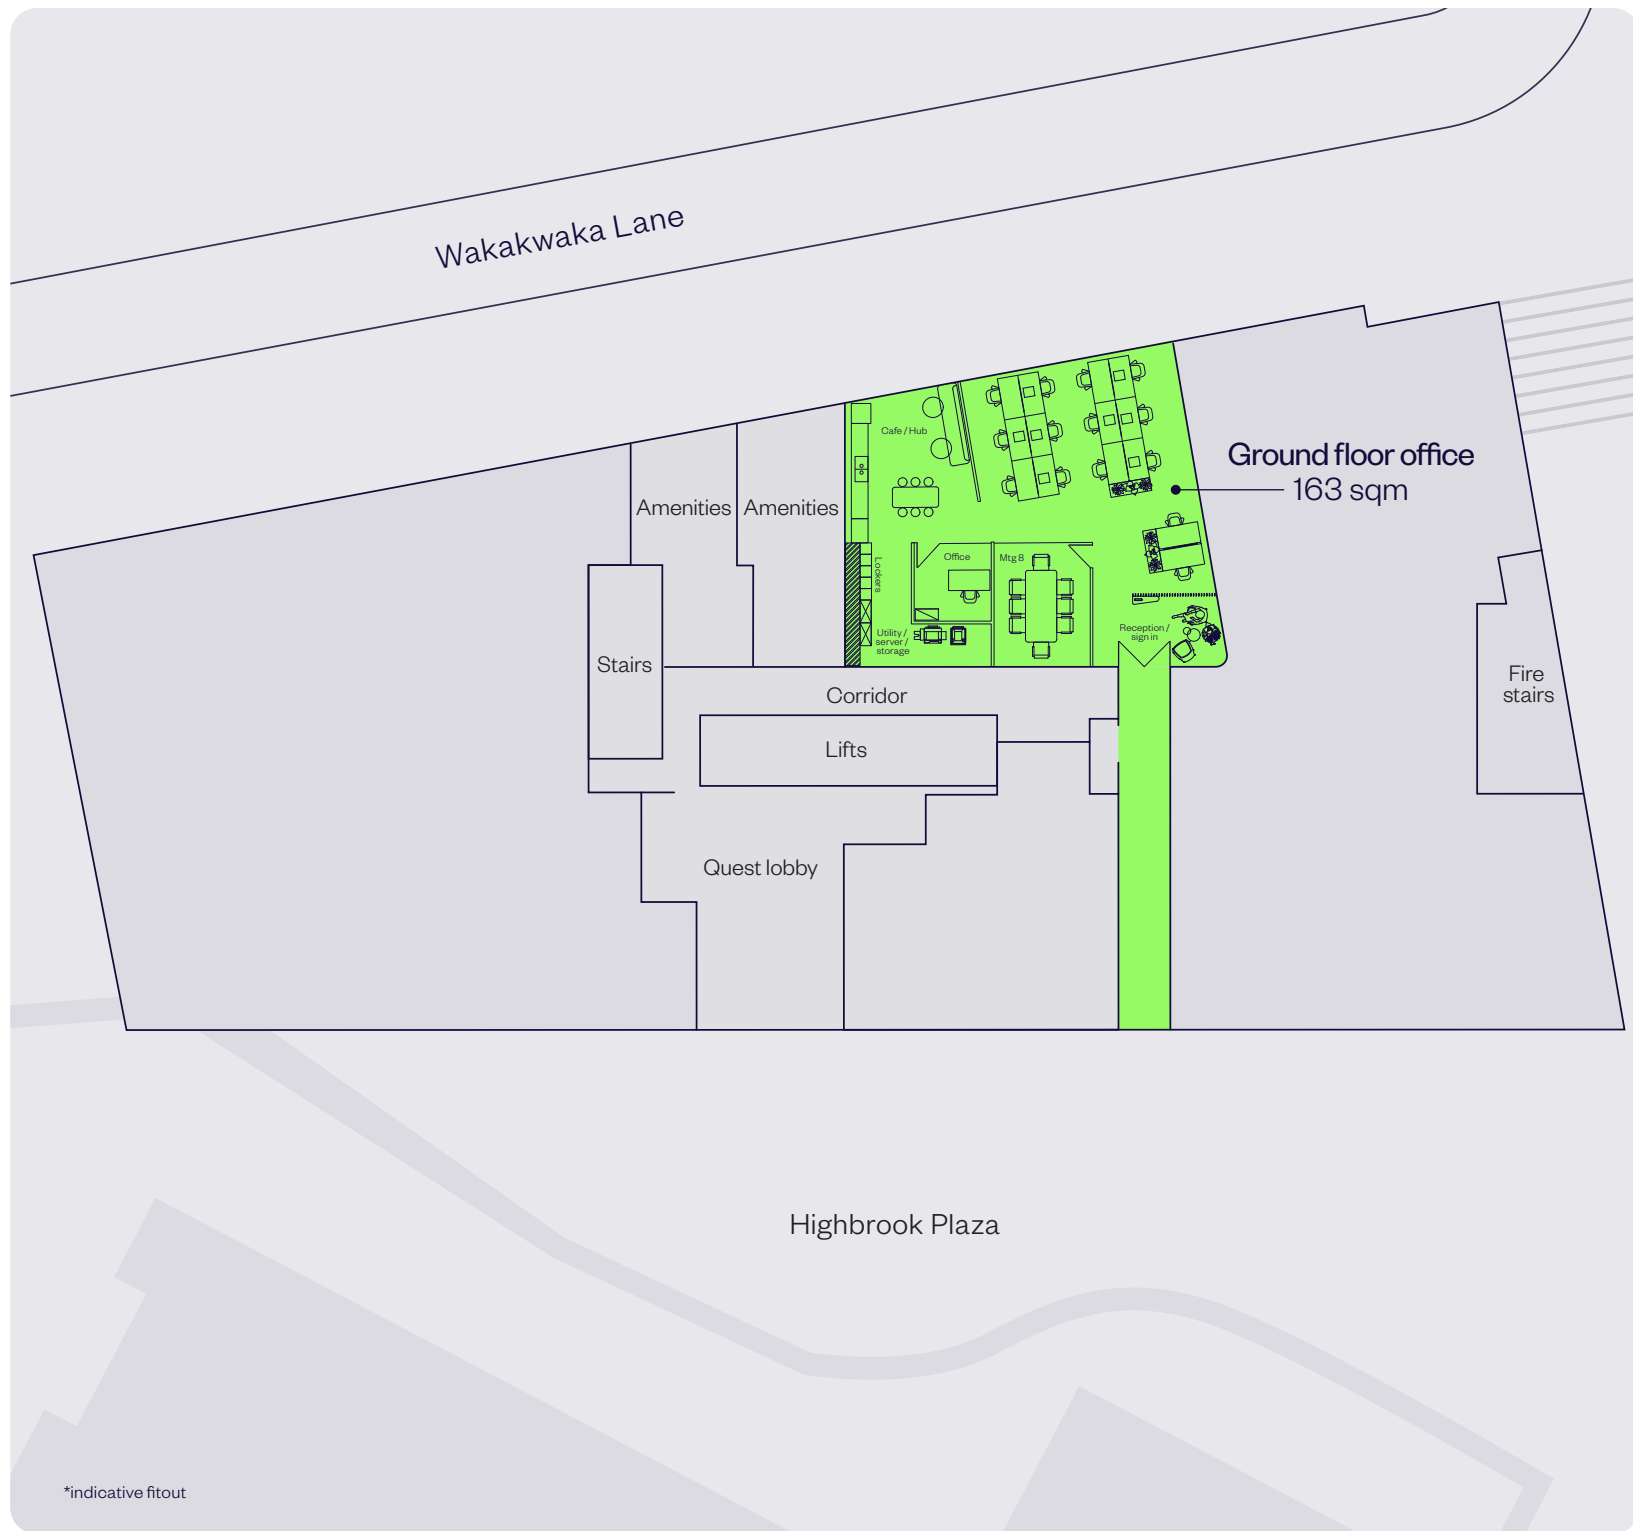 Wakakwaka Lane
Cafe / Hub
Ground floor office
163 sqm
Amenities
Amenities
Office
Mtg 8
Lockers
Utility /
server /
storage
Reception /
sign in
Stairs
Corridor
Fire
stairs
Lifts
Quest lobby
Highbrook Plaza
*indicative fitout